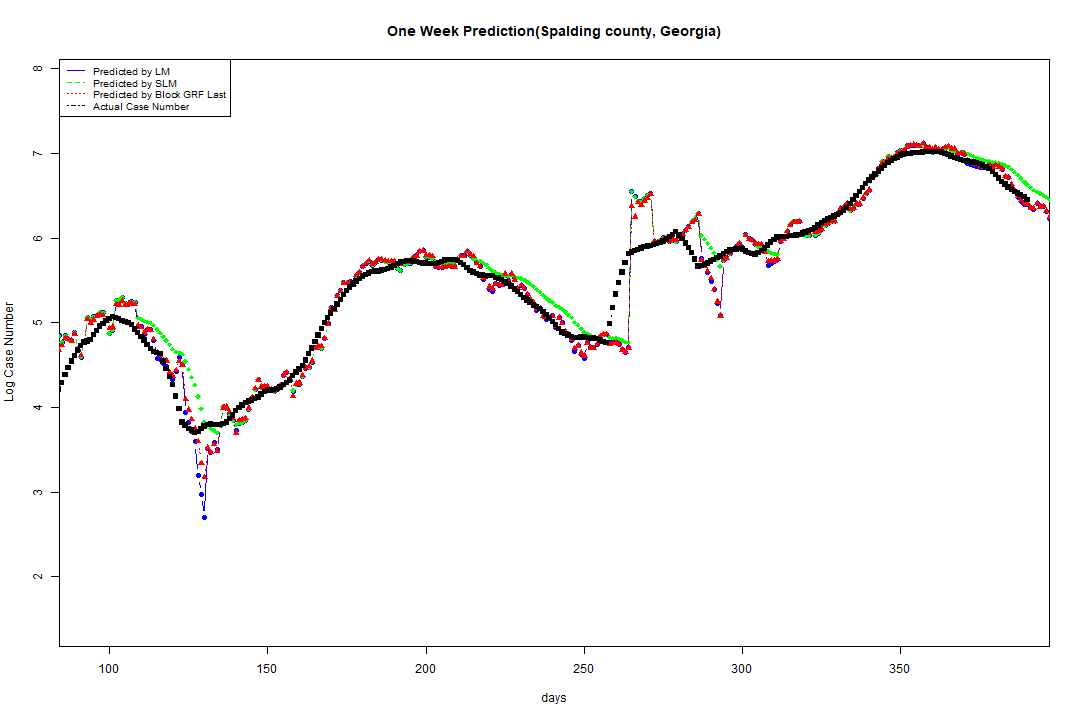 One Week Prediction(Spalding county, Georgia)
Predicted by LM
Predicted by SLM
Predicted by Block GRF Last
Actual Case Number
Log Case Number
8
7
6
5
4
3
2
100 150 200 250 300 350
days